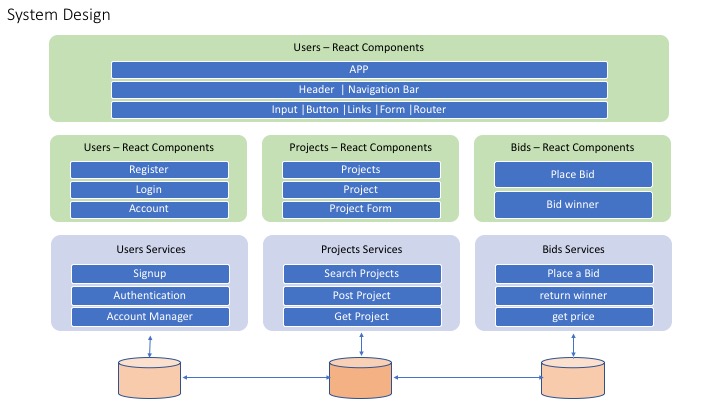 System Design
Users – React Components
APP
Header | Navigation Bar
Input |Button |Links |Form |Router
Users – React Components
Register
Login
Account
Projects – React Components
Projects
Project
Project Form
Bids – React Components
Place Bid
Bid winner
Users Services
Signup
Authentication
Account Manager
Projects Services
Search Projects
Post Project
Get Project
Bids Services
Place a Bid
return winner
get price